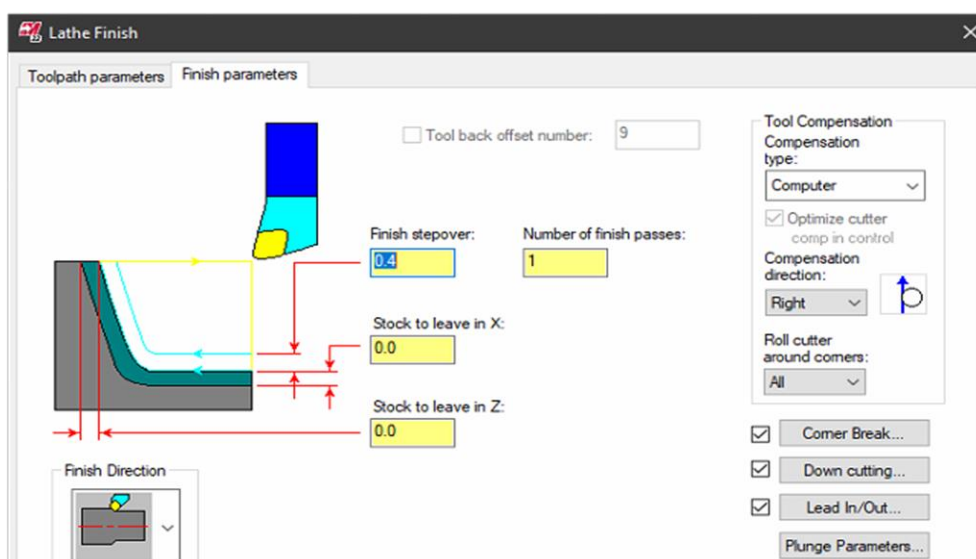 Lathe Finish
Toolpath parameters
Finish parameters
Tool back offset number:
9
Finish stepover:
0.4
Number of finish passes:
1
Stock to leave in X:
0.0
Stock to leave in Z:
0.0
Finish Direction
Tool Compensation
Compensation
type:
Computer
Optimize cutter
comp in control
Compensation
direction:
Right
Roll cutter
around corners:
All
Corner Break...
Down cutting...
Lead In/Out...
Plunge Parameters...